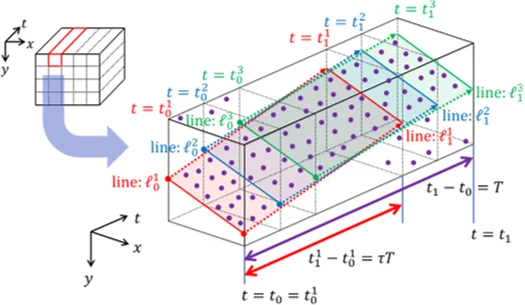 t
x
y
t = t_1^3
t = t_1^2
t = t_1^1
t = t_0^3
t = t_0^2
t = t_0^1
line: ℓ_0^3
line: ℓ_0^2
line: ℓ_0^1
line: ℓ_1^3
line: ℓ_1^2
line: ℓ_1^1
t_1 − t_0 = T
t_1^1 − t_0^1 = τT
t = t_1
t
x
y
t = t_0 = t_0^1